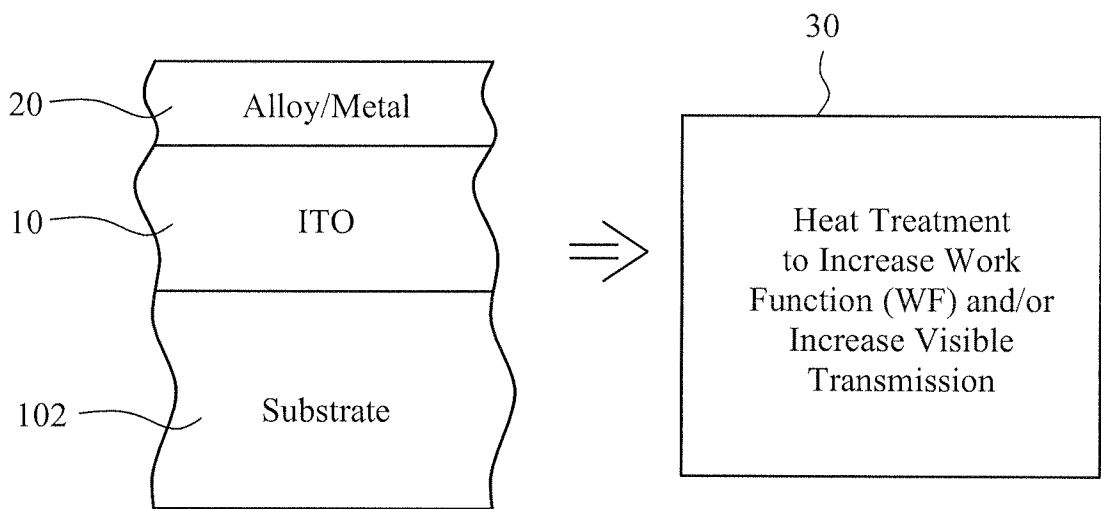 30
20
Alloy/Metal
10
ITO
102
Substrate
Heat Treatment
to Increase Work
Function (WF) and/or
Increase Visible
Transmission